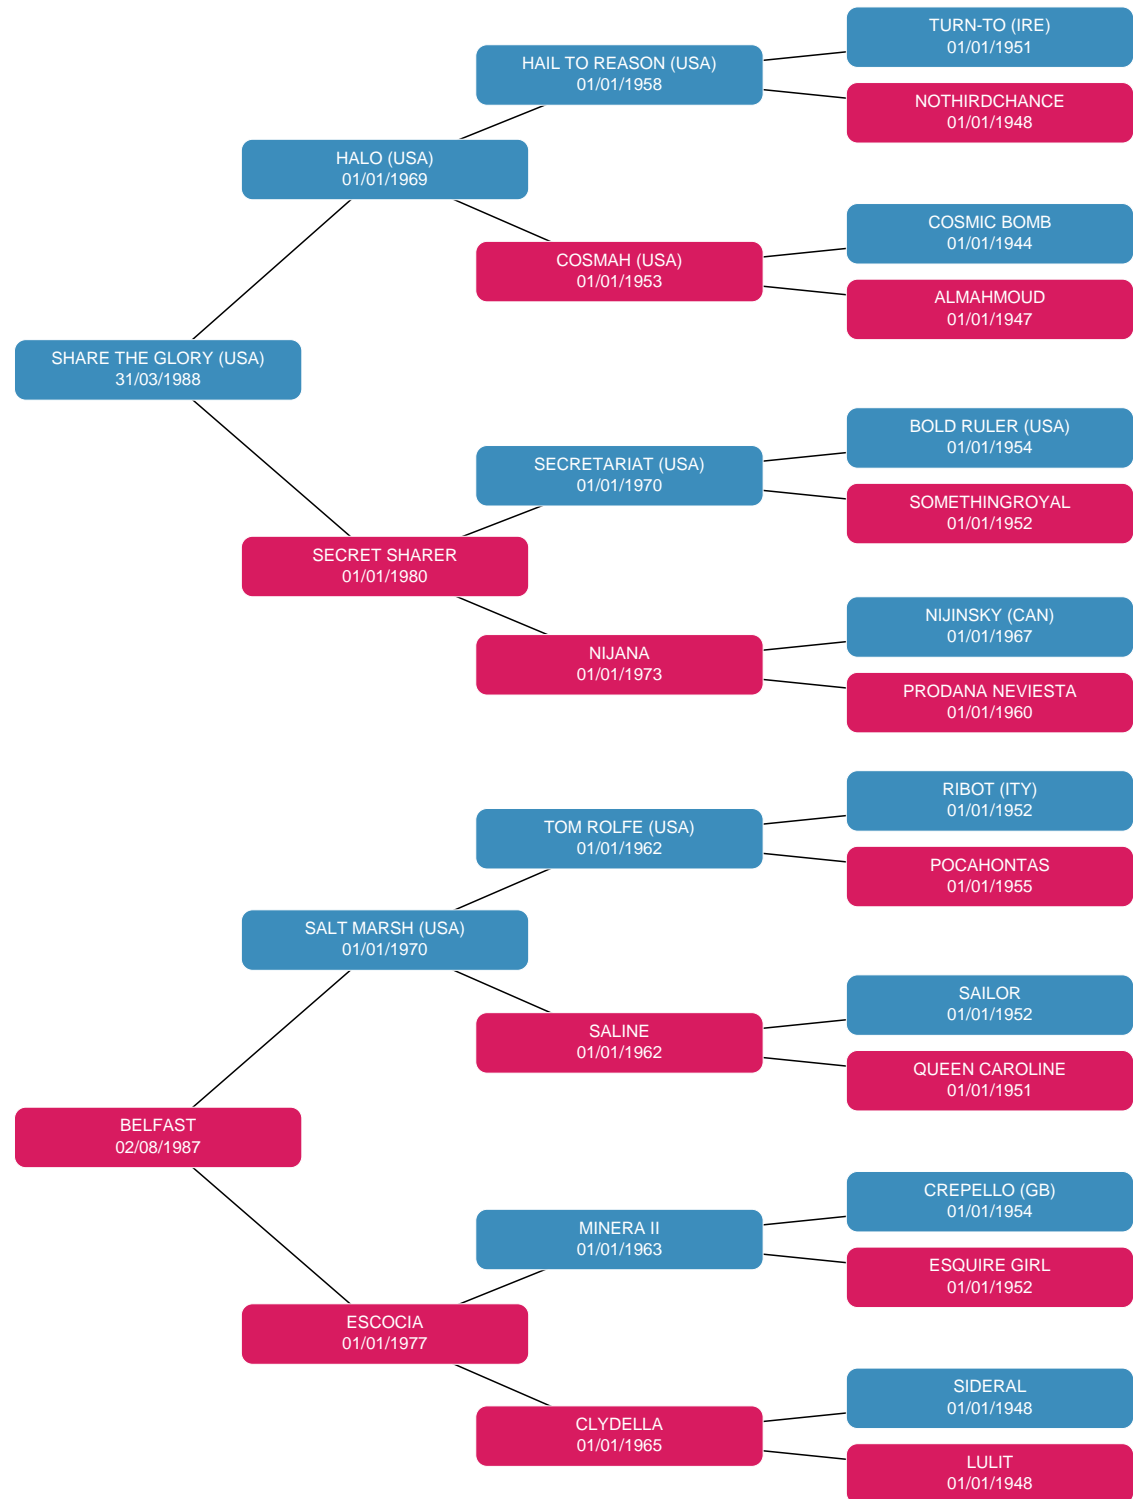 TURN-TO (IRE)
01/01/1951
HAIL TO REASON (USA)
01/01/1958
NOTHIRDCHANCE
01/01/1948
HALO (USA)
01/01/1969
COSMIC BOMB
01/01/1944
COSMAH (USA)
01/01/1953
ALMAHMOUD
01/01/1947
SHARE THE GLORY (USA)
31/03/1988
BOLD RULER (USA)
01/01/1954
SECRETARIAT (USA)
01/01/1970
SOMETHINGROYAL
01/01/1952
SECRET SHARER
01/01/1980
NIJINSKY (CAN)
01/01/1967
NIJANA
01/01/1973
PRODANA NEVIESTA
01/01/1960
RIBOT (ITY)
01/01/1952
TOM ROLFE (USA)
01/01/1962
POCAHONTAS
01/01/1955
SALT MARSH (USA)
01/01/1970
SAILOR
01/01/1952
SALINE
01/01/1962
QUEEN CAROLINE
01/01/1951
BELFAST
02/08/1987
CREPELLO (GB)
01/01/1954
MINERA II
01/01/1963
ESQUIRE GIRL
01/01/1952
ESCOCIA
01/01/1977
SIDERAL
01/01/1948
CLYDELLA
01/01/1965
LULIT
01/01/1948